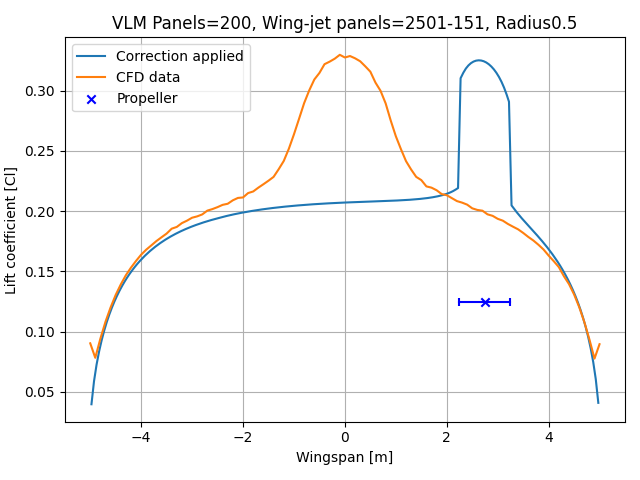 VLM Panels=200, Wing-jet panels=2501-151, Radius0.5
Correction applied
CFD data
Propeller
Lift coefficient [Cl]
0.30
0.25
0.20
0.15
0.10
0.05
−4
−2
0
2
4
Wingspan [m]